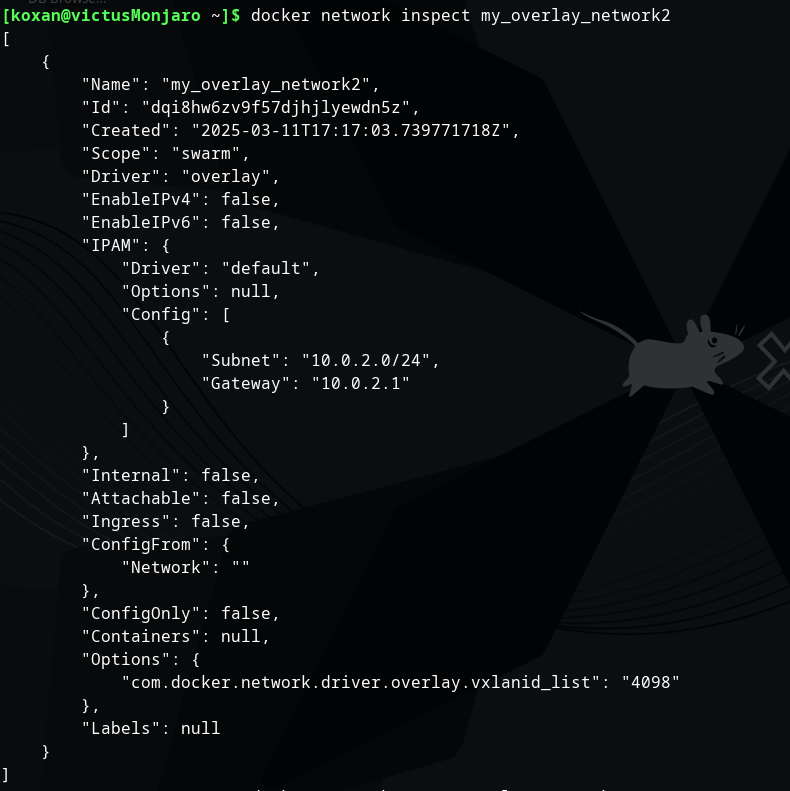 [koxan@victusMonjaro ~]$ docker network inspect my_overlay_network2
[
    {
        "Name": "my_overlay_network2",
        "Id": "dqi8hw6zv9f57djhjlyewdn5z",
        "Created": "2025-03-11T17:17:03.739771718Z",
        "Scope": "swarm",
        "Driver": "overlay",
        "EnableIPv4": false,
        "EnableIPv6": false,
        "IPAM": {
            "Driver": "default",
            "Options": null,
            "Config": [
                {
                    "Subnet": "10.0.2.0/24",
                    "Gateway": "10.0.2.1"
                }
            ]
        },
        "Internal": false,
        "Attachable": false,
        "Ingress": false,
        "ConfigFrom": {
            "Network": ""
        },
        "ConfigOnly": false,
        "Containers": null,
        "Options": {
            "com.docker.network.driver.overlay.vxlanid_list": "4098"
        },
        "Labels": null
    }
]